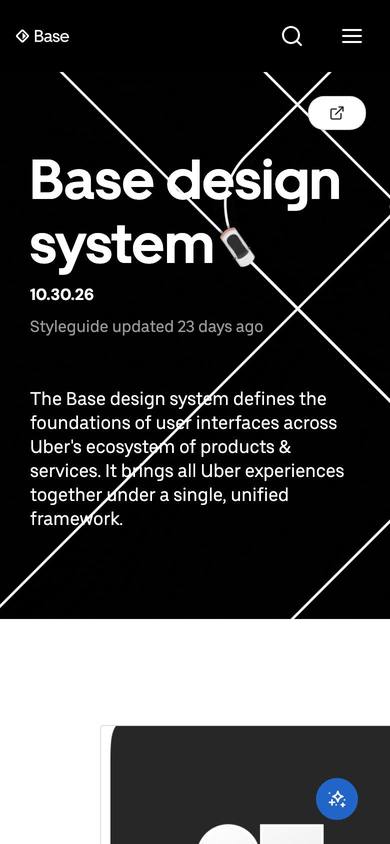 Base
Base design
system
10.30.26
Styleguide updated 23 days ago
The Base design system defines the
foundations of user interfaces across
Uber's ecosystem of products &
services. It brings all Uber experiences
together under a single, unified
framework.